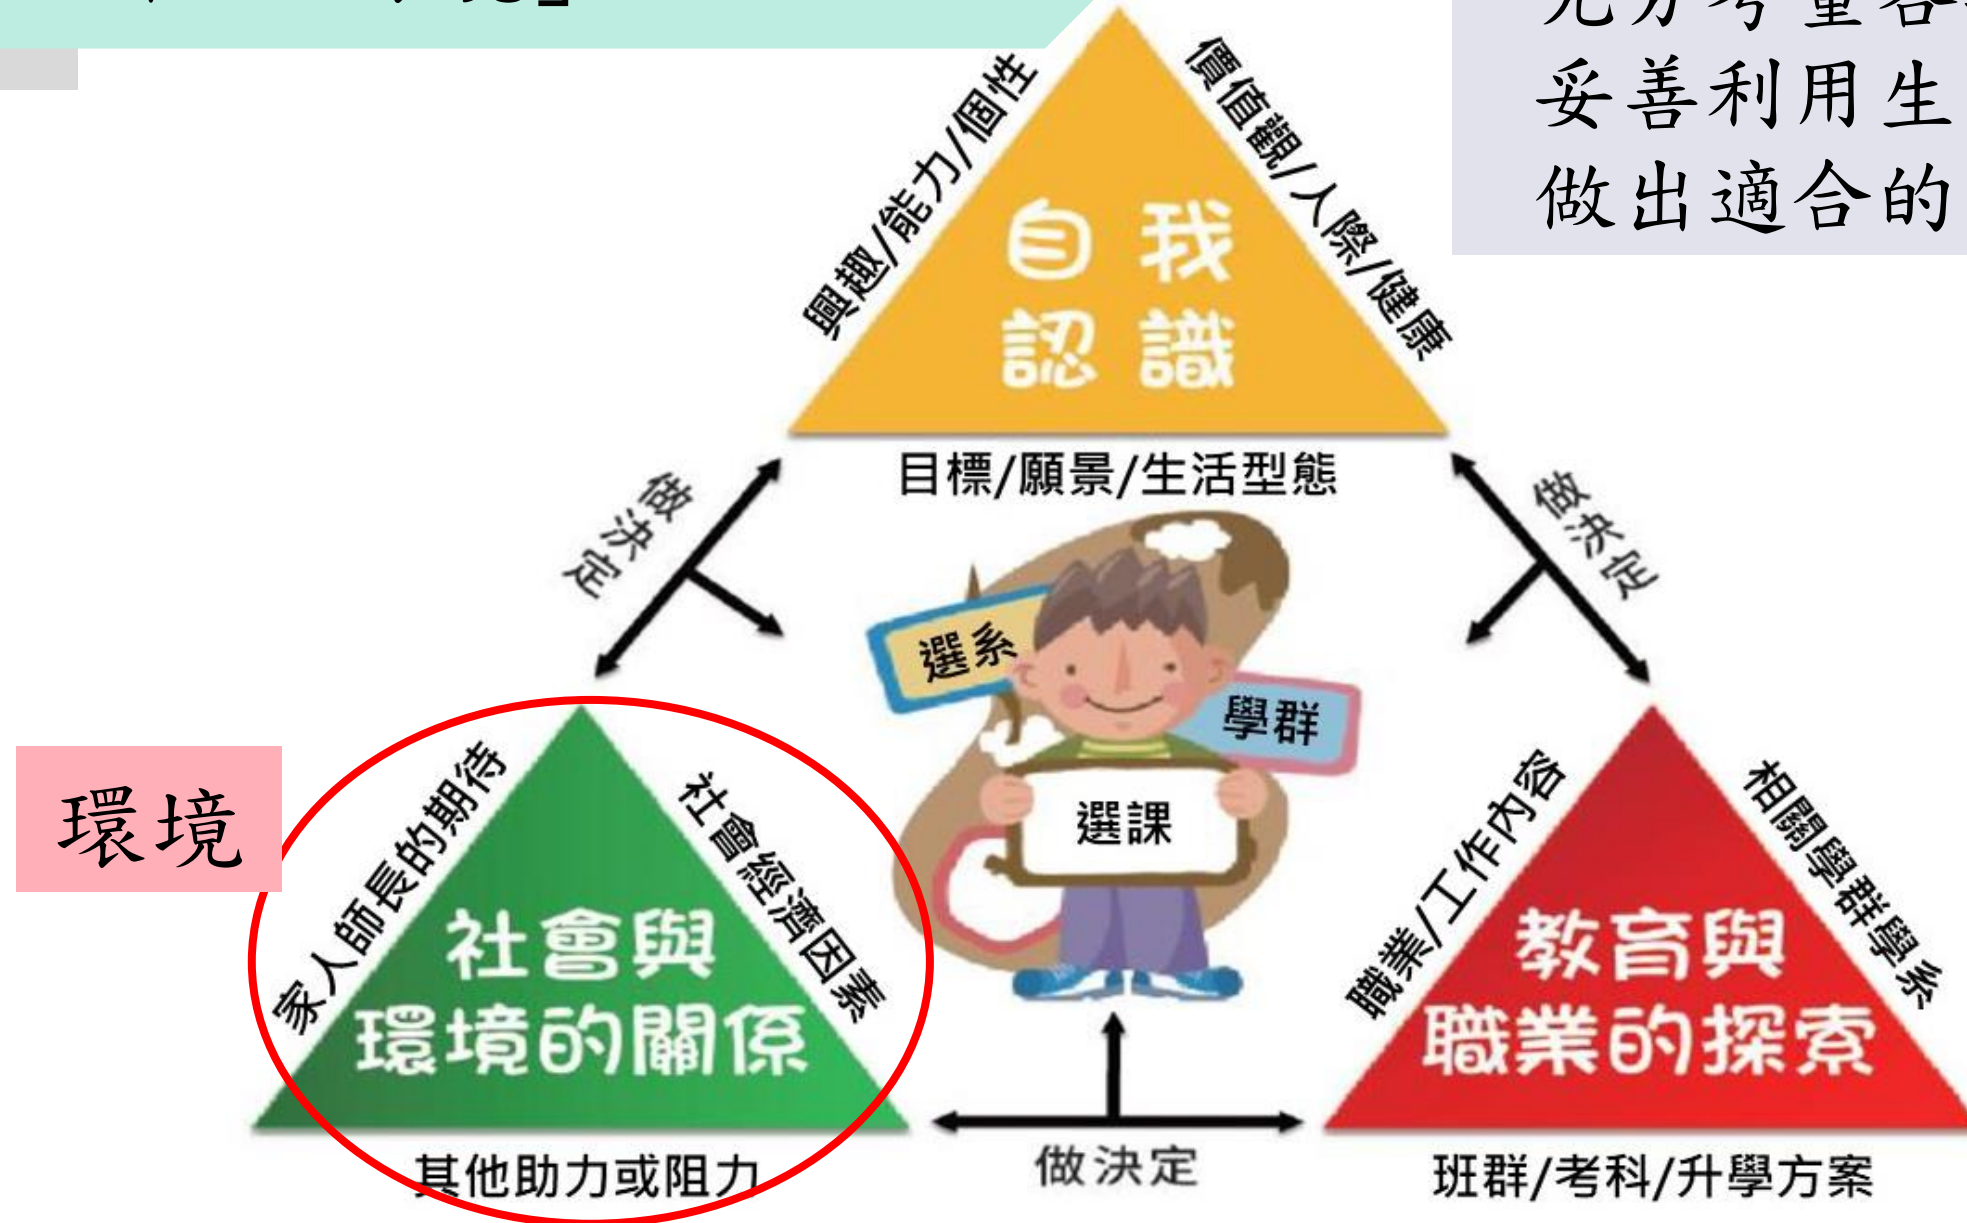 妥善利用生
做出適合的
興趣/能力/個性
價值觀/人際/健康
自我
認識
目標/願景/生活型態
做決定
做決定
選系
學群
選課
環境
家人師長的期待
社會經濟因素
社會與
環境的關係
其他助力或阻力
職業/工作內容
相關學群學系
教育與
職業的探索
班群/考科/升學方案
做決定